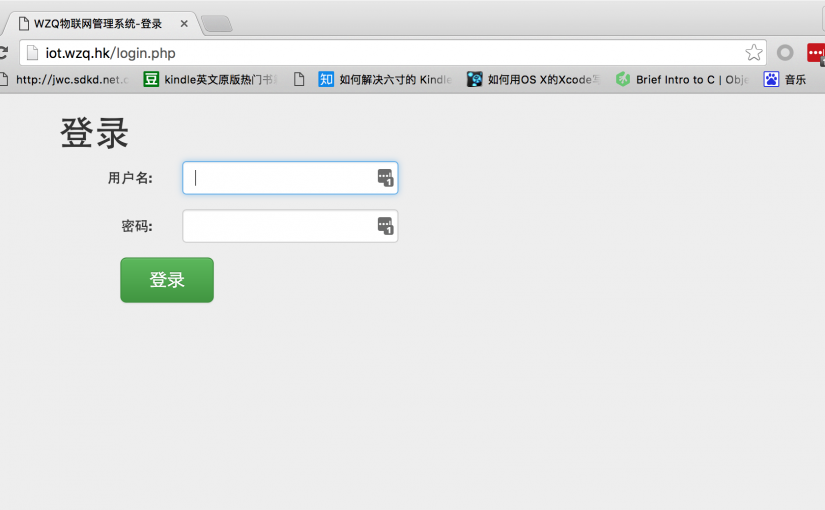 WZQ物联网管理系统-登录
iot.wzq.hk/login.php
http://jwc.sdkd.net.c kindle英文原版热门书 知 如何解决六寸的 Kindle 如何用OS X的Xcode写 Brief Intro to C | Obje 音乐
登录
用户名:
1
密码:
1
登录